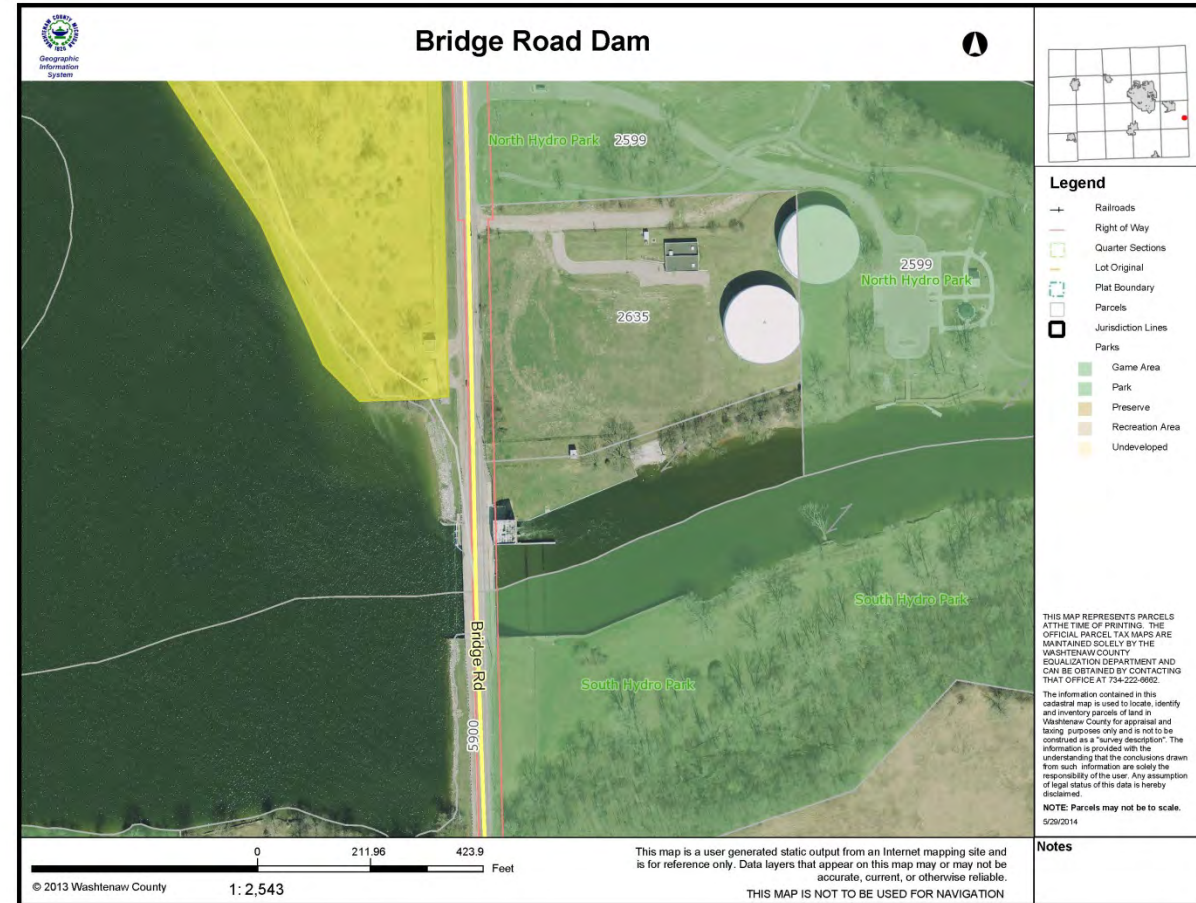 WASHTENAW COUNTY MICHIGAN
1826
Geographic
Information
System
Bridge Road Dam
North Hydro Park 2599
2599
North Hydro Park
2635
South Hydro Park
South Hydro Park
Bridge Rd
5900
Legend
Railroads
Right of Way
Quarter Sections
Lot Original
Plat Boundary
Parcels
Jurisdiction Lines
Parks
Game Area
Park
Preserve
Recreation Area
Undeveloped
THIS MAP REPRESENTS PARCELS
AT THE TIME OF PRINTING. THE
OFFICIAL PARCEL TAX MAPS ARE
MAINTAINED SOLELY BY THE
WASHTENAW COUNTY
EQUALIZATION DEPARTMENT AND
CAN BE OBTAINED BY CONTACTING
THAT OFFICE AT 734-222-6662.
The information contained in this
cadastral map is used to locate, identify
and inventory parcels of land in
Washtenaw County for appraisal and
taxing purposes only and is not to be
construed as a "survey description". The
information is provided with the
understanding that the conclusions drawn
from such information are solely the
responsibility of the user. Any assumption
of legal status of this data is hereby
disclaimed.
NOTE: Parcels may not be to scale.
5/29/2014
0 211.96 423.9
Feet
© 2013 Washtenaw County
1: 2,543
This map is a user generated static output from an Internet mapping site and
is for reference only. Data layers that appear on this map may or may not be
accurate, current, or otherwise reliable.
THIS MAP IS NOT TO BE USED FOR NAVIGATION
Notes